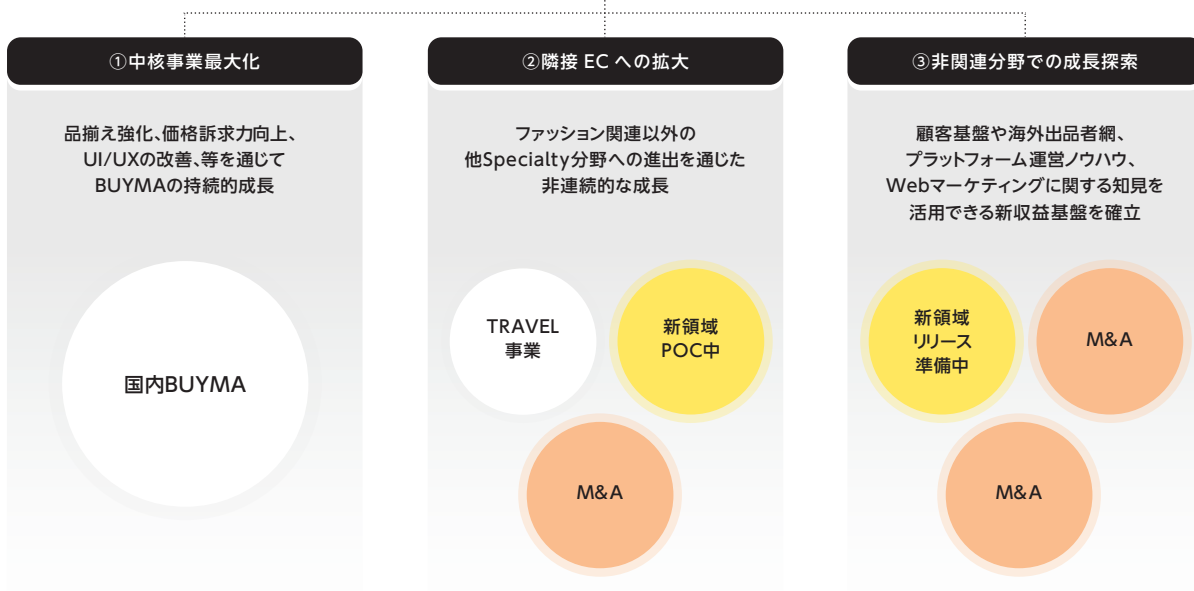 ①中核事業最大化
品揃え強化、価格訴求力向上、
UI/UXの改善、等を通じて
BUYMAの持続的成長
国内BUYMA
②隣接 EC への拡大
ファッション関連以外の
他Specialty分野への進出を通じた
非連続的な成長
TRAVEL
事業
新領域
POC中
M&A
③非関連分野での成長探索
顧客基盤や海外出品者網、
プラットフォーム運営ノウハウ、
Webマーケティングに関する知見を
活用できる新収益基盤を確立
新領域
リリース
準備中
M&A
M&A